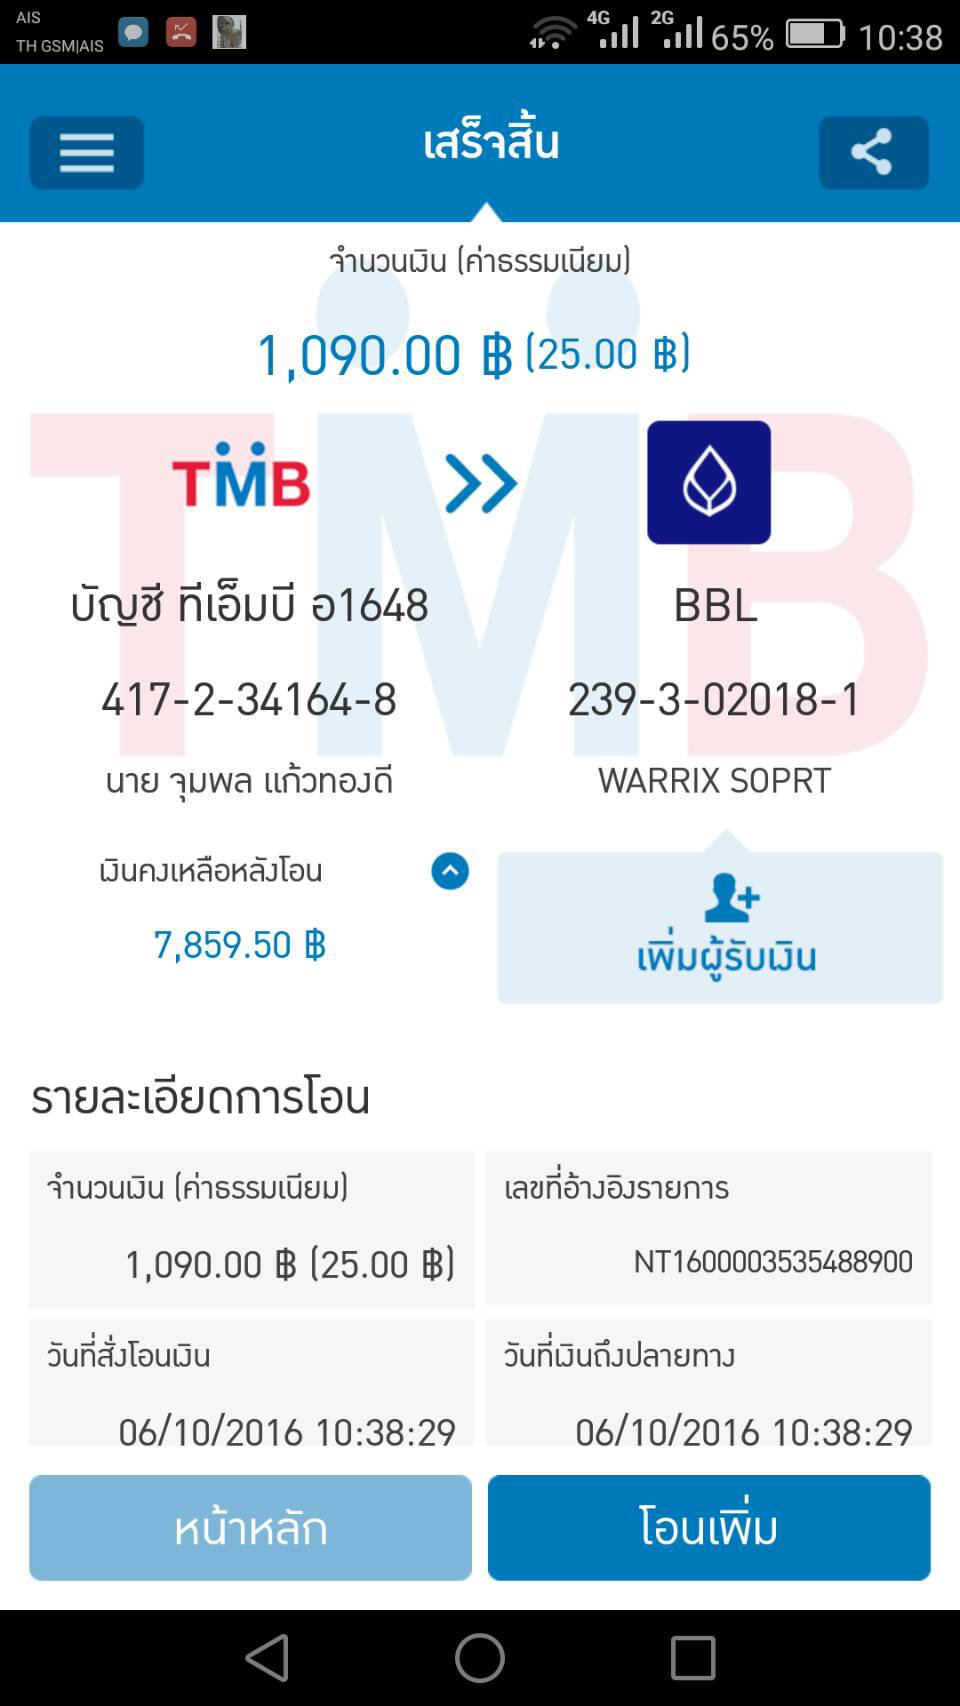 AIS
TH GSM|AIS
4G 2G 65% 10:38
เสร็จสิ้น
จำนวนเงิน (ค่าธรรมเนียม)
1,090.00 ฿ (25.00 ฿)
TMB
บัญชี ทีเอ็มบี อ1648 BBL
417-2-34164-8 239-3-02018-1
นาย จุมพล แก้วทองดี WARRIX SOPRT
เงินคงเหลือหลังโอน
7,859.50 ฿
เพิ่มผู้รับเงิน
รายละเอียดการโอน
จำนวนเงิน (ค่าธรรมเนียม) เลขที่อ้างอิงรายการ
1,090.00 ฿ (25.00 ฿) NT1600003535488900
วันที่สั่งโอนเงิน วันที่เงินถึงปลายทาง
06/10/2016 10:38:29 06/10/2016 10:38:29
หน้าหลัก โอนเพิ่ม